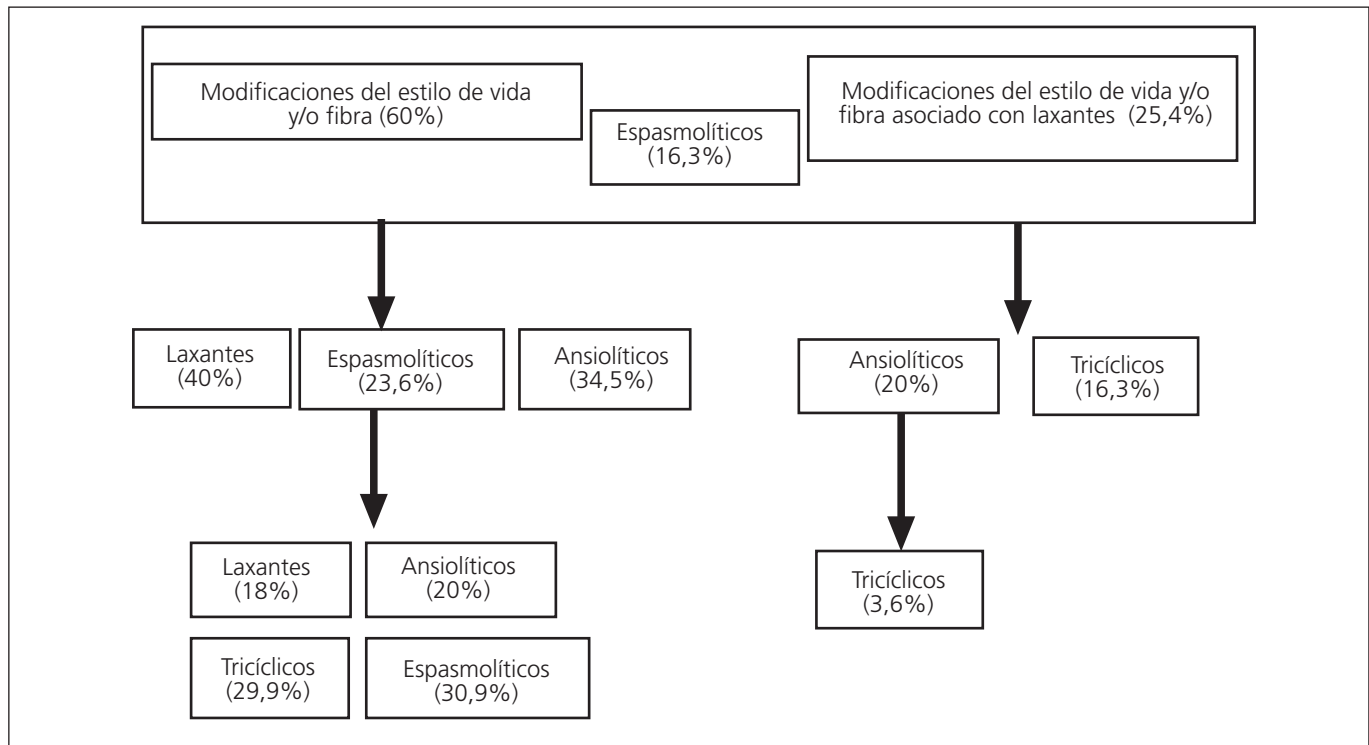 Modificaciones del estilo de vida
y/o fibra (60%)
Espasmolíticos
(16,3%)
Modificaciones del estilo de vida y/o
fibra asociado con laxantes (25,4%)
Laxantes
(40%)
Espasmolíticos
(23,6%)
Ansiolíticos
(34,5%)
Ansiolíticos
(20%)
Tricíclicos
(16,3%)
Laxantes
(18%)
Ansiolíticos
(20%)
Tricíclicos
(29,9%)
Espasmolíticos
(30,9%)
Tricíclicos
(3,6%)